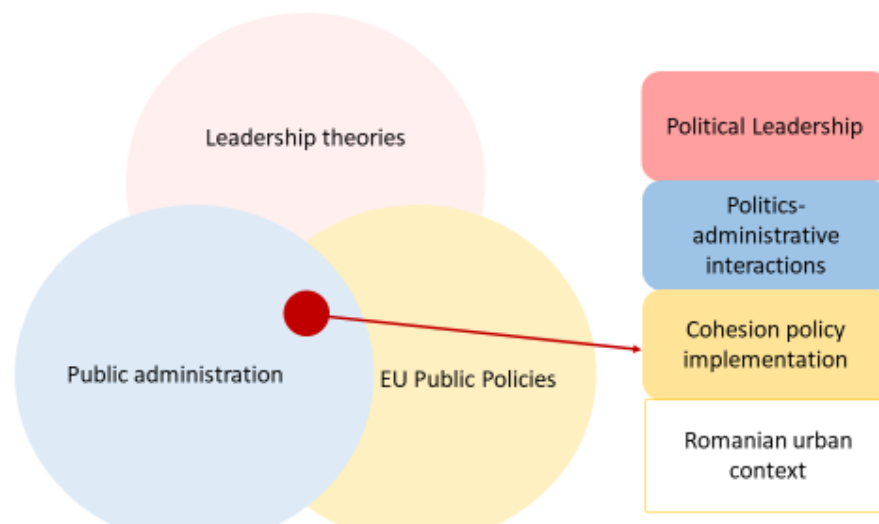 Leadership theories
Public administration
EU Public Policies
Political Leadership
Politics-
administrative
interactions
Cohesion policy
implementation
Romanian urban
context